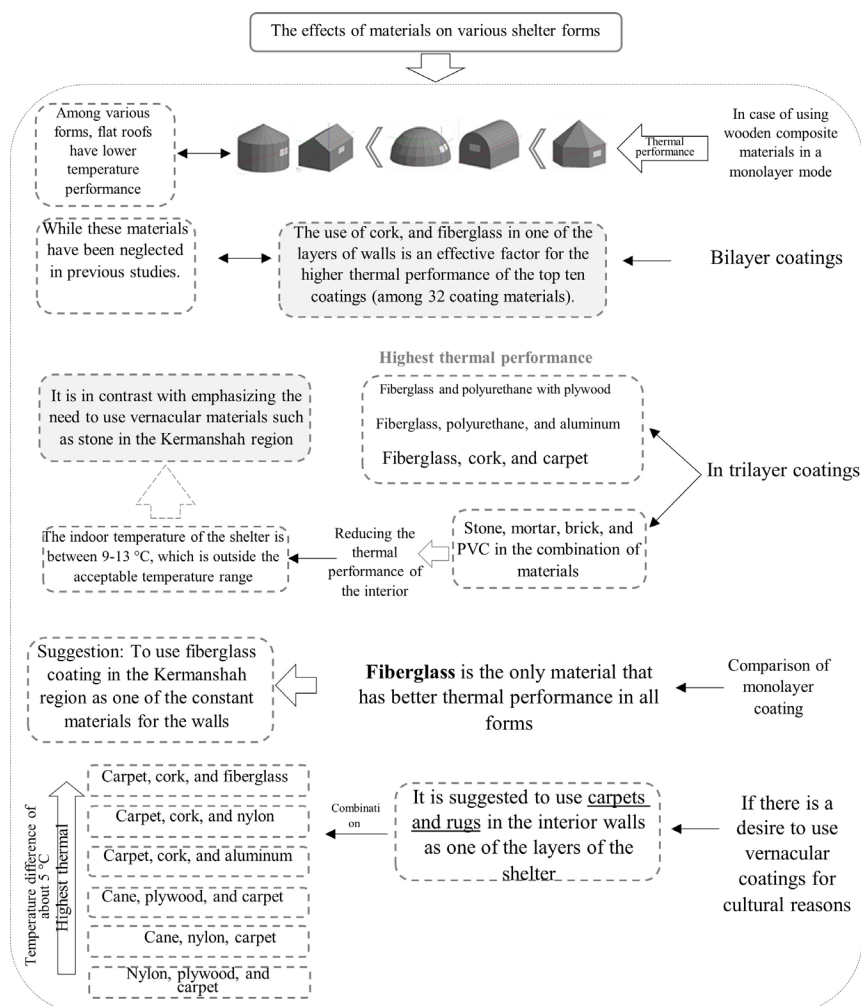 The effects of materials on various shelter forms
Among various
forms, flat roofs
have lower
temperature
performance
Thermal
performance
In case of using
wooden composite
materials in a
monolayer mode
While these materials
have been neglected
in previous studies.
The use of cork, and fiberglass in one of the
layers of walls is an effective factor for the
higher thermal performance of the top ten
coatings (among 32 coating materials).
Bilayer coatings
Highest thermal performance
Fiberglass and polyurethane with plywood
Fiberglass, polyurethane, and aluminum
Fiberglass, cork, and carpet
In trilayer coatings
It is in contrast with emphasizing the
need to use vernacular materials such
as stone in the Kermanshah region
The indoor temperature of the shelter is
between 9-13 °C, which is outside the
acceptable temperature range
Reducing the
thermal
performance of
the interior
Stone, mortar, brick, and
PVC in the combination of
materials
Suggestion: To use fiberglass
coating in the Kermanshah
region as one of the constant
materials for the walls
Fiberglass is the only material that
has better thermal performance in all
forms
Comparison of
monolayer
coating
Temperature difference of
about 5 °C
Highest thermal
Carpet, cork, and fiberglass
Carpet, cork, and nylon
Carpet, cork, and aluminum
Cane, plywood, and carpet
Cane, nylon, carpet
Nylon, plywood, and
carpet
Combinati
on
It is suggested to use carpets
and rugs in the interior walls
as one of the layers of the
shelter
If there is a
desire to use
vernacular
coatings for
cultural reasons